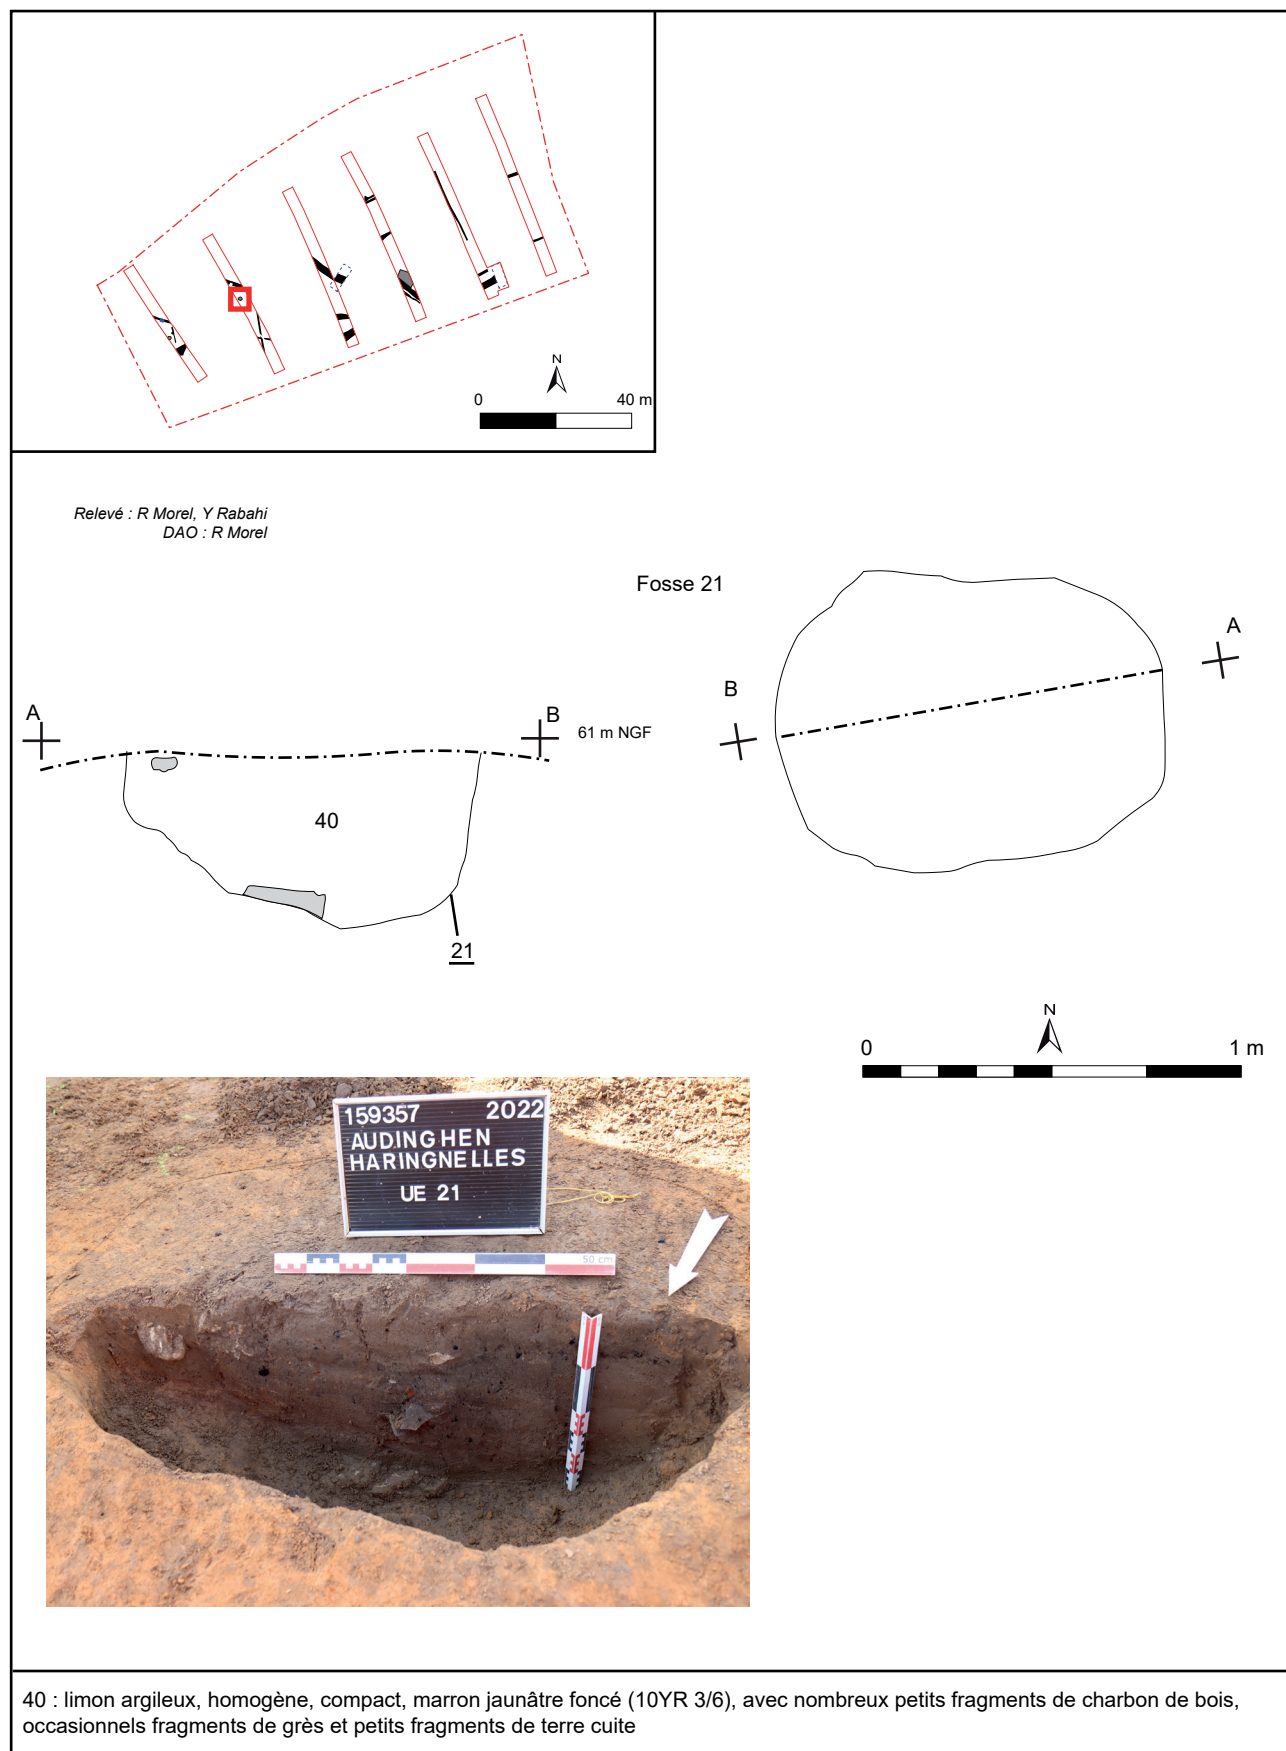 N
0
40 m
Relevé : R Morel, Y Rabahi
DAO : R Morel
Fosse 21
A
B
A
B
61 m NGF
40
21
N
0
1 m
159357 2022
AUDINGHEN
HARINGNELLES
UE 21
50 cm
40 : limon argileux, homogène, compact, marron jaunâtre foncé (10YR 3/6), avec nombreux petits fragments de charbon de bois,
occasionnels fragments de grès et petits fragments de terre cuite